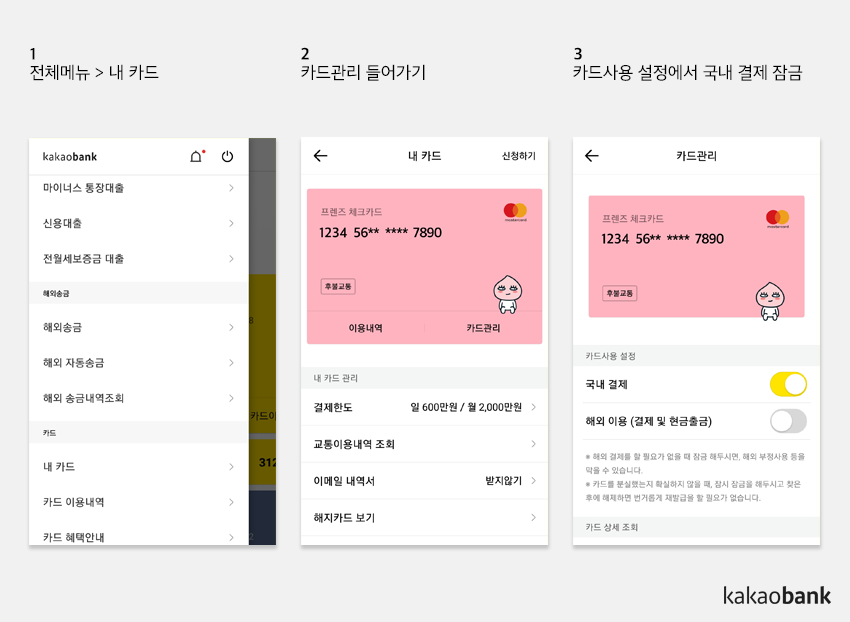 1
전체메뉴 > 내 카드
2
카드관리 들어가기
3
카드사용 설정에서 국내 결제 잠금
kakaobank
마이너스 통장대출
신용대출
전월세보증금 대출
해외송금
해외송금
해외 자동송금
해외 송금내역조회
카드
내 카드
카드 이용내역
카드 혜택안내
카드이
312
내 카드
신청하기
프렌즈 체크카드
mastercard
1234 56** **** 7890
후불교통
이용내역
카드관리
내 카드 관리
결제한도
일 600만원 / 월 2,000만원
교통이용내역 조회
이메일 내역서
받지않기
해지카드 보기
카드관리
프렌즈 체크카드
mastercard
1234 56** **** 7890
후불교통
카드사용 설정
국내 결제
해외 이용 (결제 및 현금출금)
※ 해외 결제를 할 필요가 없을 때 잠금 해두시면, 해외 부정사용 등을
막을 수 있습니다.
※ 카드를 분실했는지 확실하지 않을 때, 잠시 잠금을 해두시고 찾은
후에 해제하면 번거롭게 재발급을 할 필요가 없습니다.
카드 상세 조회
kakaobank